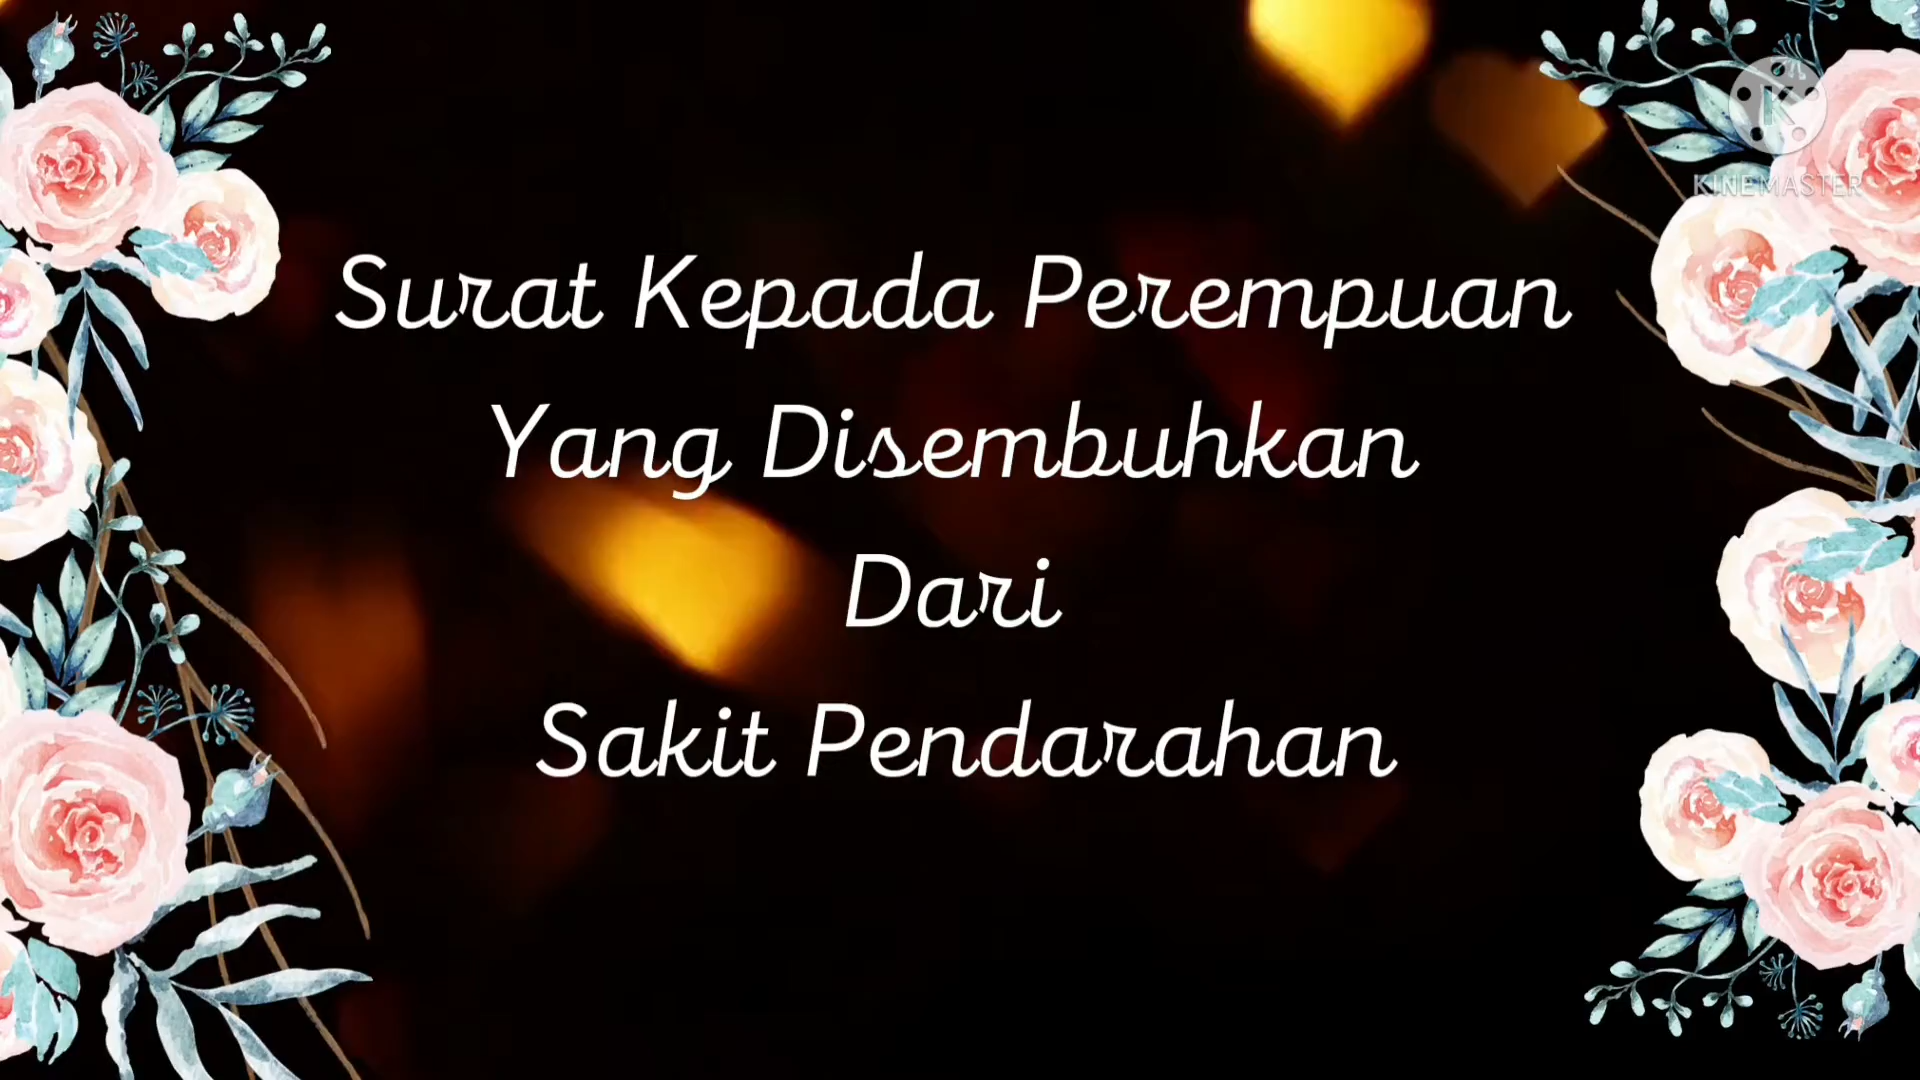 KINEMASTER
Surat Kepada Perempuan
Yang Disembuhkan
Dari
Sakit Pendarahan